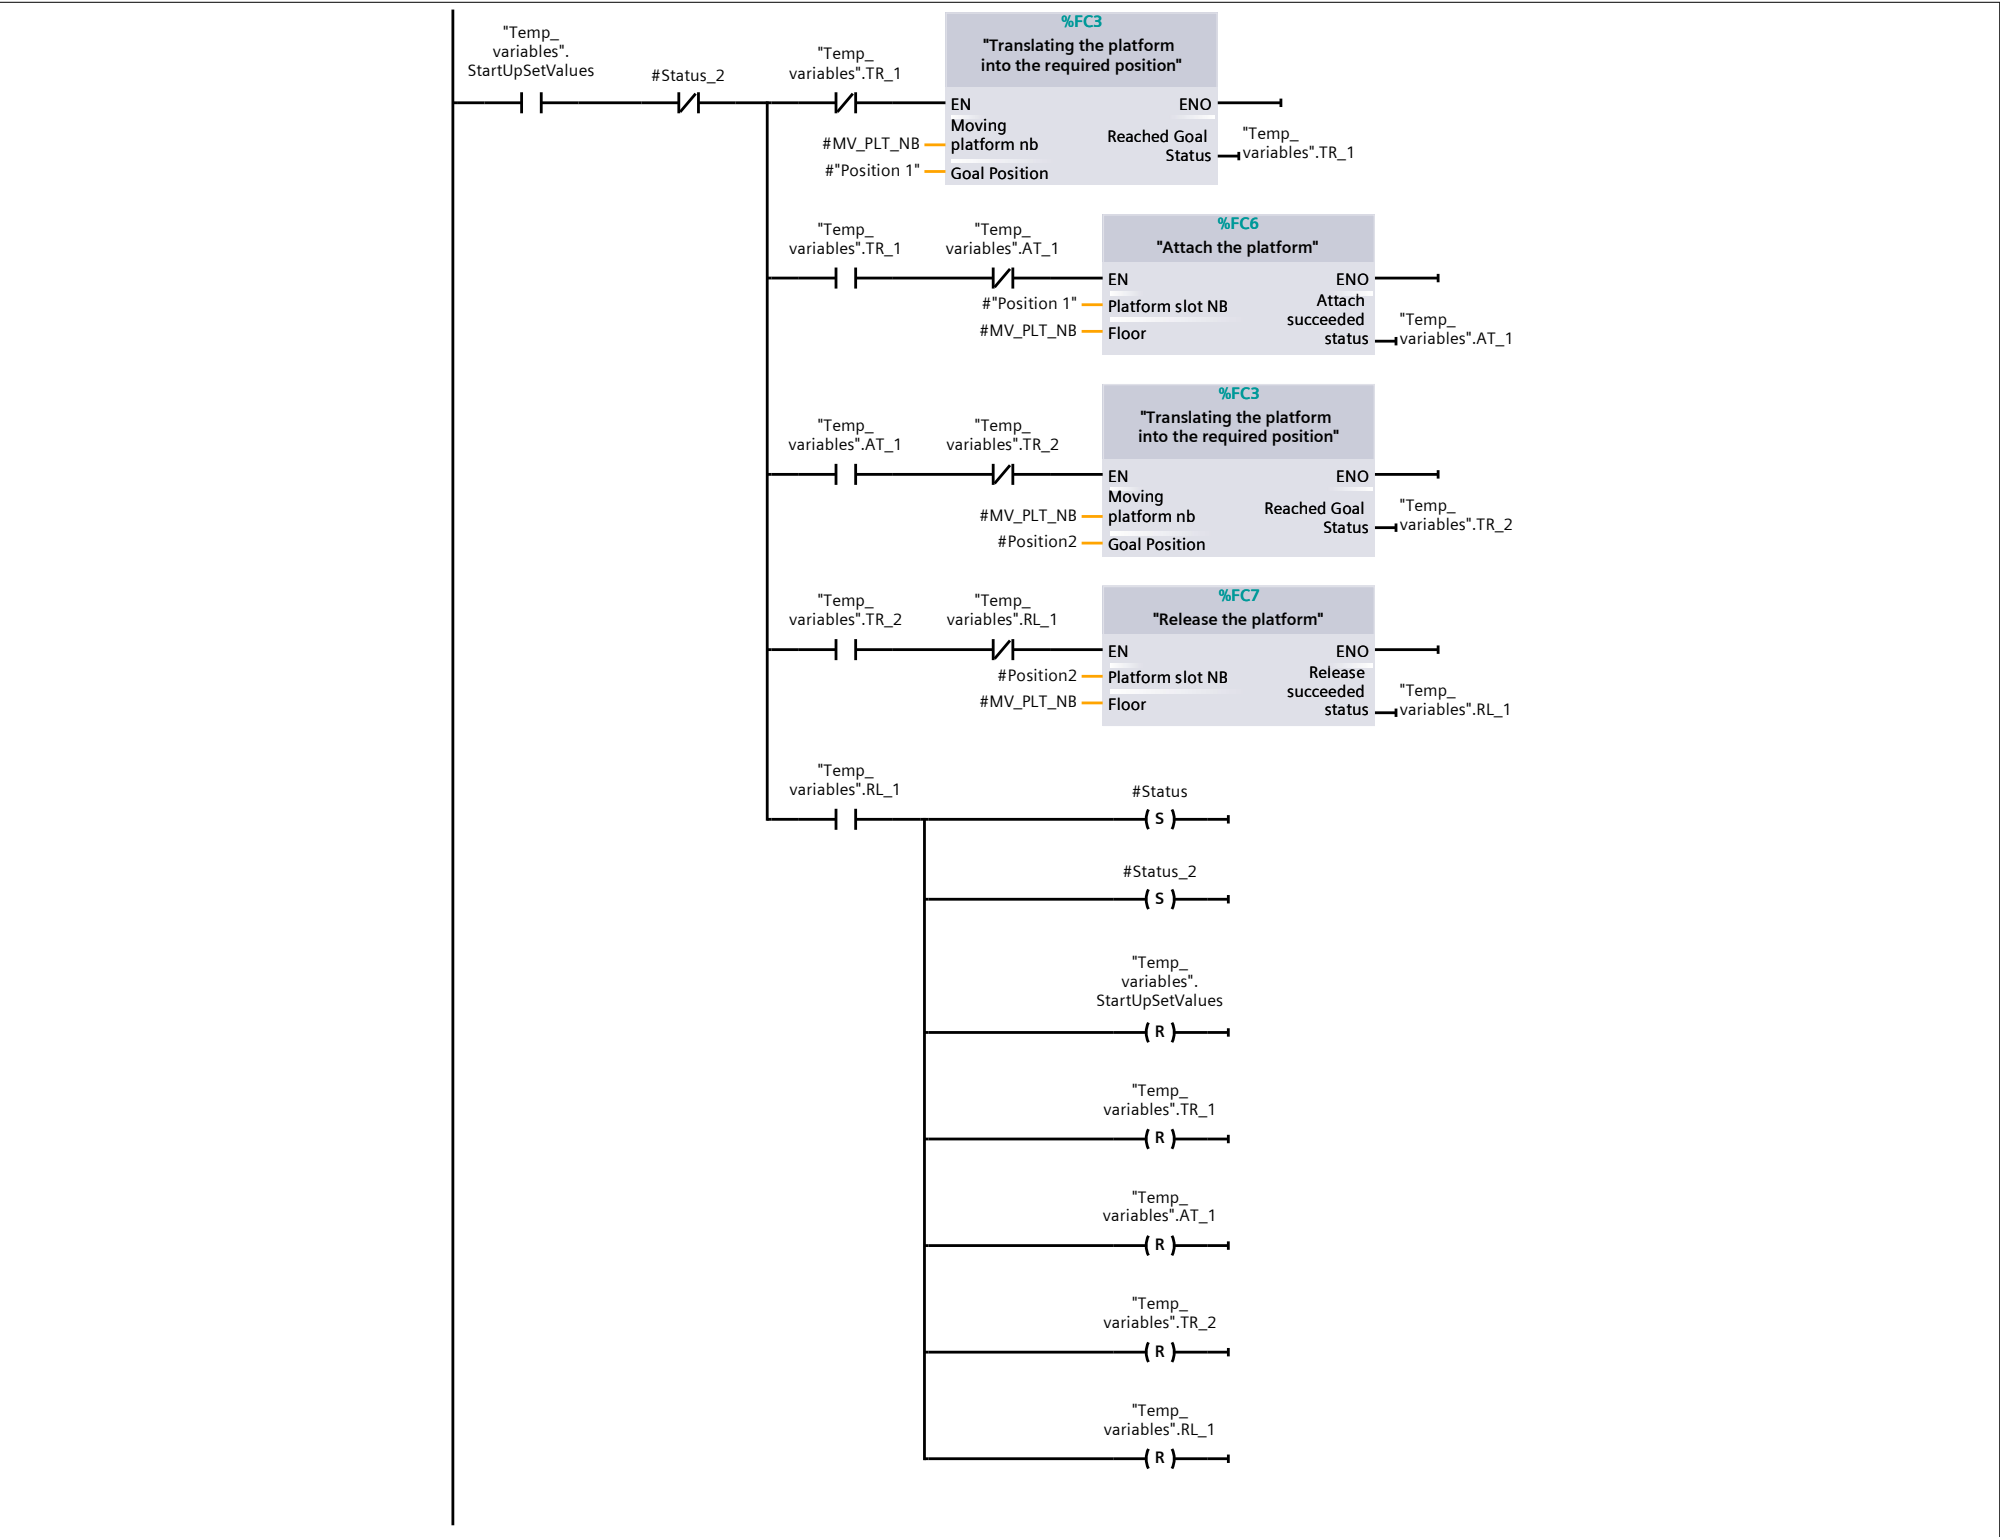 "Temp_
variables".
StartUpSetValues
#Status_2
"Temp_
variables".TR_1
%FC3
"Translating the platform
into the required position"
EN
ENO
#MV_PLT_NB
Moving
platform nb
#"Position 1"
Goal Position
Reached Goal
Status
"Temp_
variables".TR_1
"Temp_
variables".TR_1
"Temp_
variables".AT_1
%FC6
"Attach the platform"
EN
ENO
#"Position 1"
Platform slot NB
#MV_PLT_NB
Floor
Attach
succeeded
status
"Temp_
variables".AT_1
"Temp_
variables".AT_1
"Temp_
variables".TR_2
%FC3
"Translating the platform
into the required position"
EN
ENO
#MV_PLT_NB
Moving
platform nb
#Position2
Goal Position
Reached Goal
Status
"Temp_
variables".TR_2
"Temp_
variables".TR_2
"Temp_
variables".RL_1
%FC7
"Release the platform"
EN
ENO
#Position2
Platform slot NB
#MV_PLT_NB
Floor
Release
succeeded
status
"Temp_
variables".RL_1
"Temp_
variables".RL_1
#Status
S
#Status_2
S
"Temp_
variables".
StartUpSetValues
R
"Temp_
variables".TR_1
R
"Temp_
variables".AT_1
R
"Temp_
variables".TR_2
R
"Temp_
variables".RL_1
R